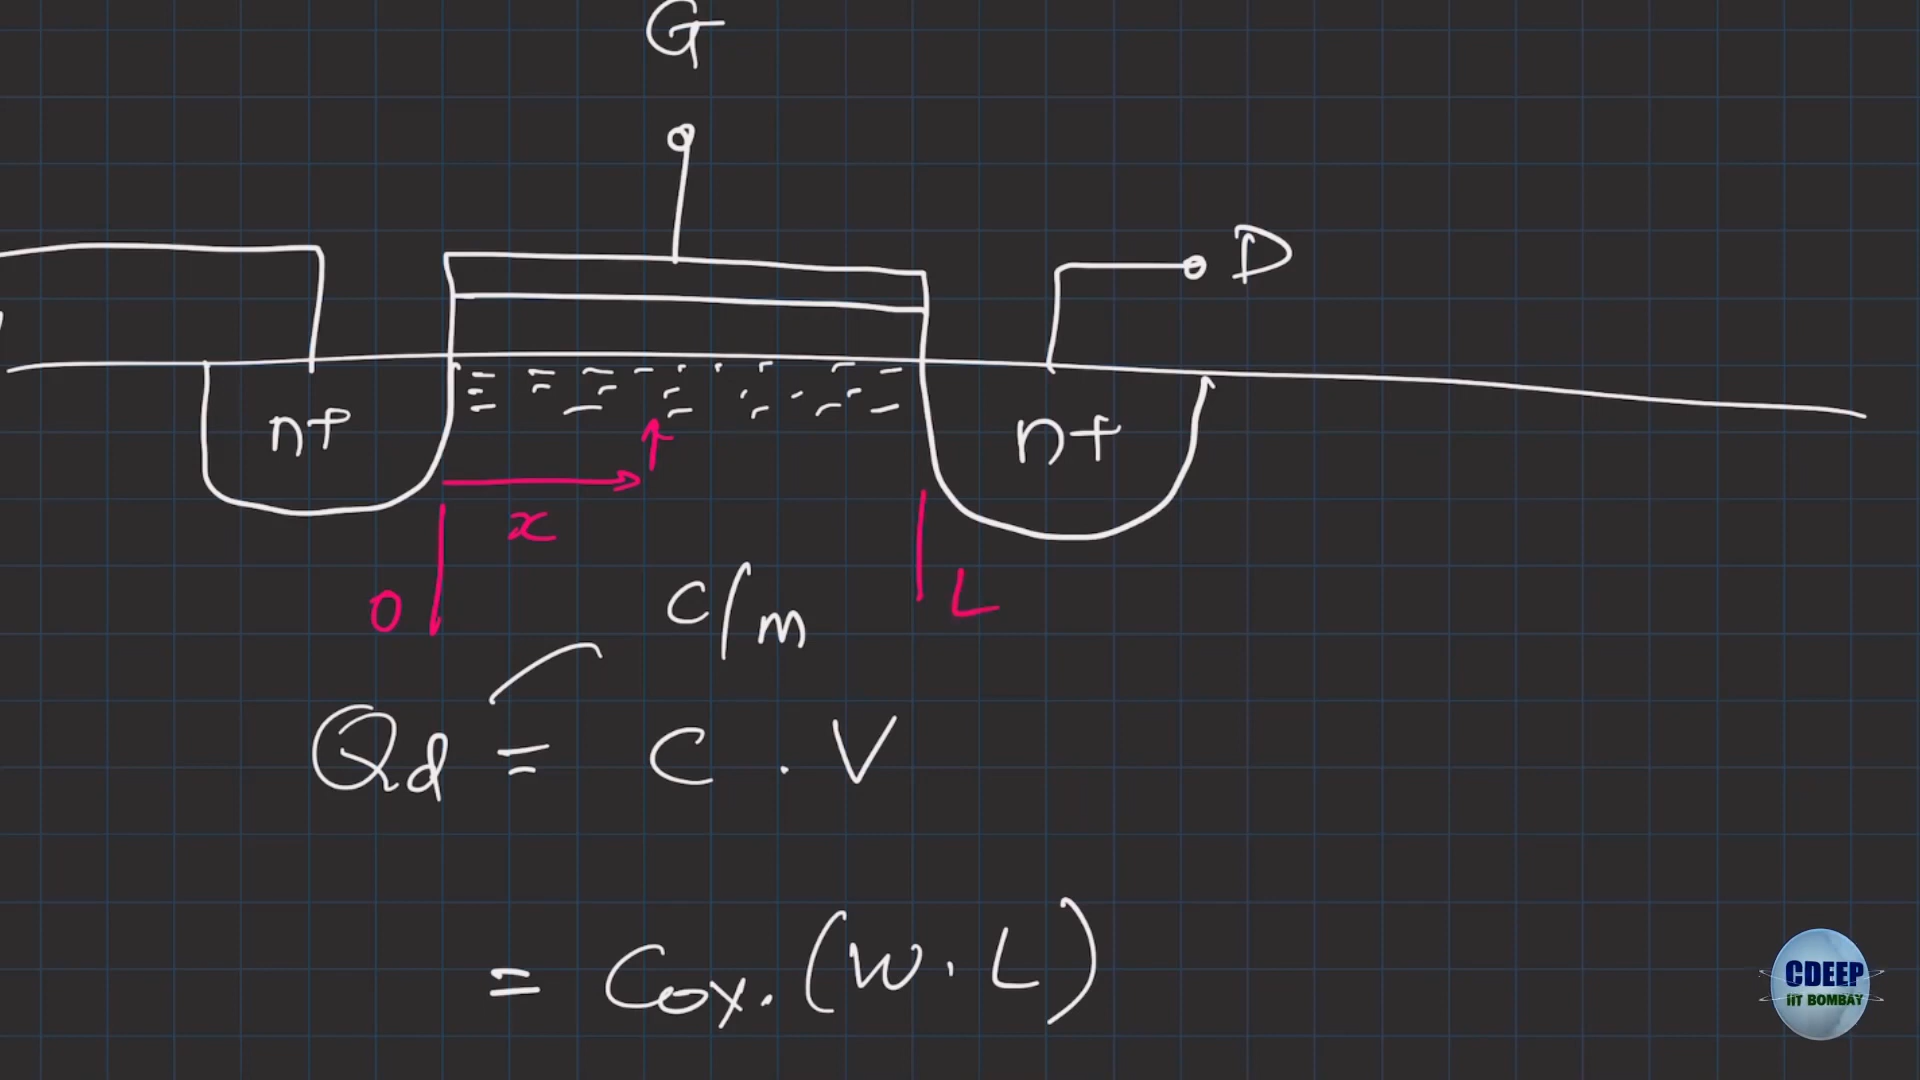 G
D
n+
n+
x
0
L
C/m
Qd = C . V
= Cox. (W . L)
CDEEP
IIT BOMBAY